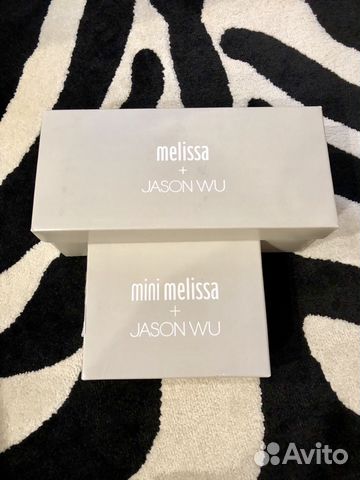 melissa
+
JASON WU
mini melissa
+
JASON WU
Avito